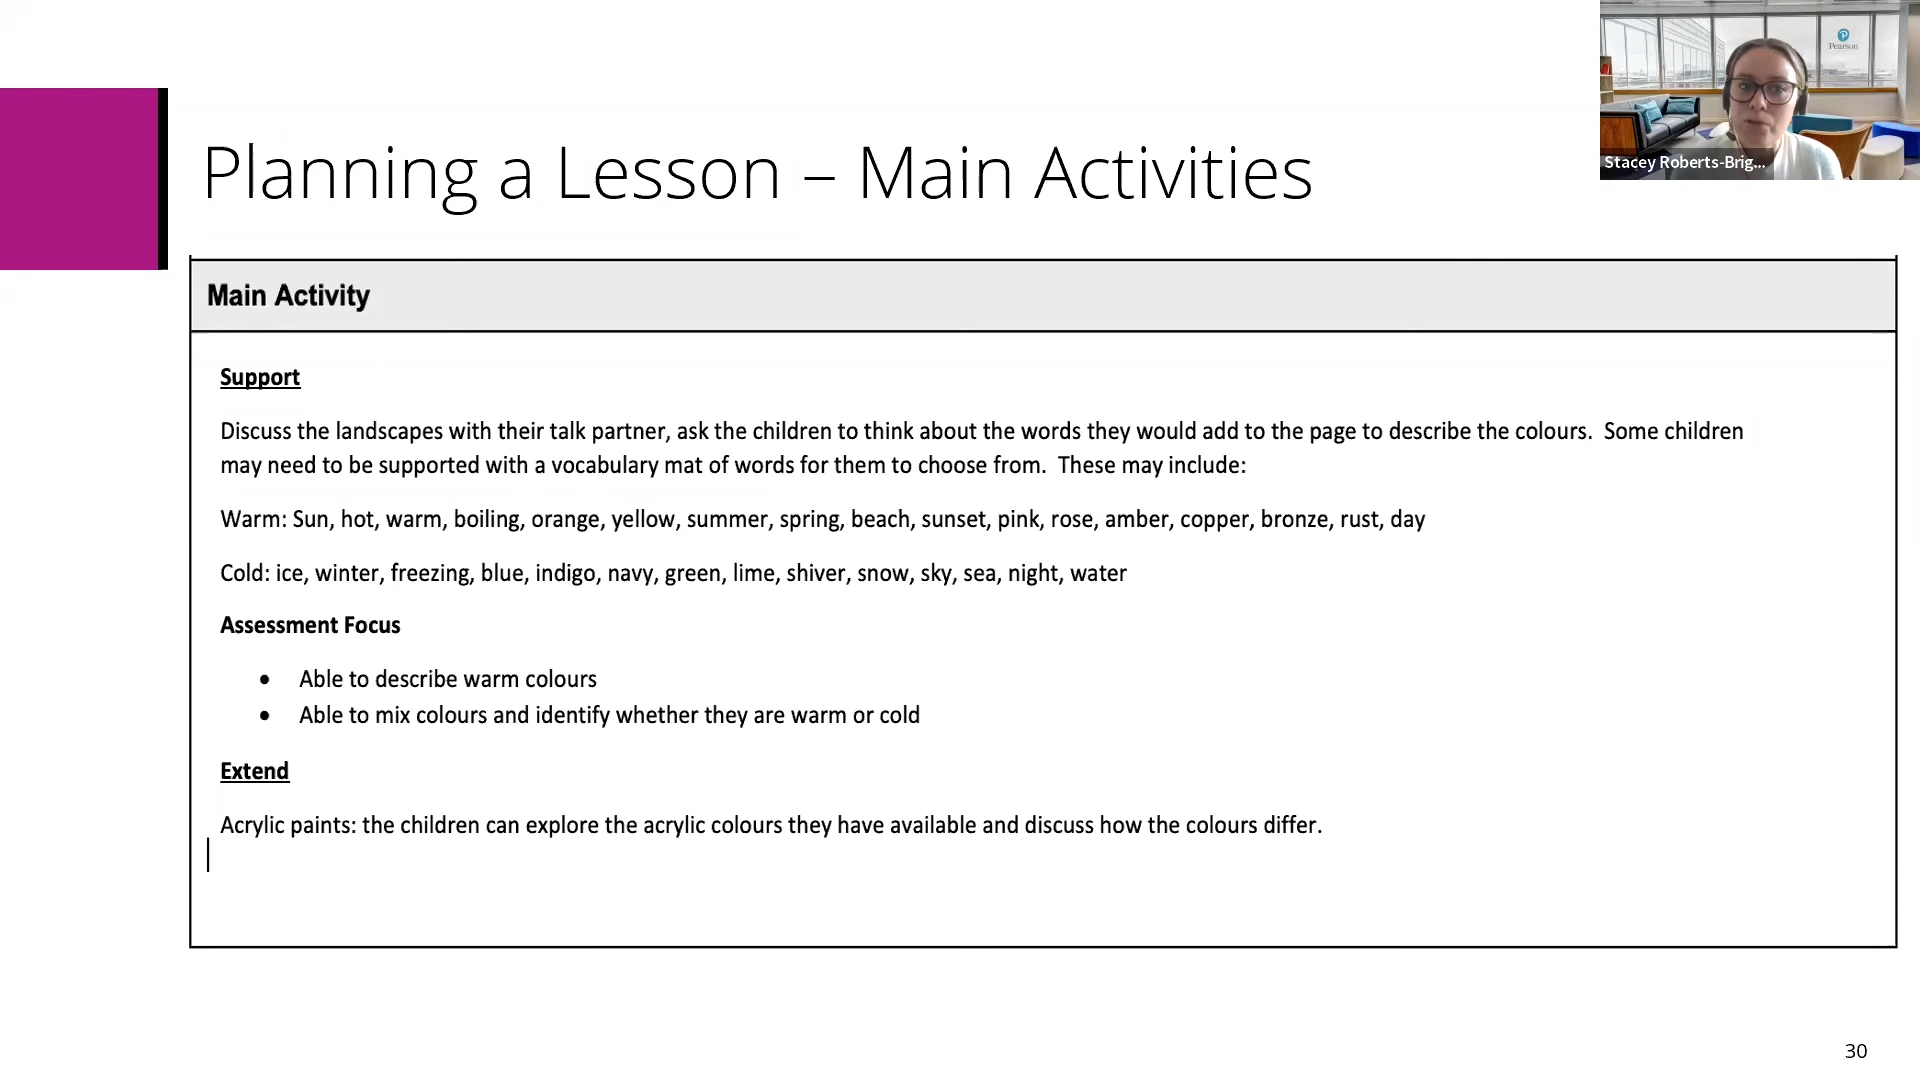 Pearson
Stacey Roberts-Brig...
Planning a Lesson – Main Activities
Main Activity
Support
Discuss the landscapes with their talk partner, ask the children to think about the words they would add to the page to describe the colours.  Some children
may need to be supported with a vocabulary mat of words for them to choose from.  These may include:
Warm: Sun, hot, warm, boiling, orange, yellow, summer, spring, beach, sunset, pink, rose, amber, copper, bronze, rust, day
Cold: ice, winter, freezing, blue, indigo, navy, green, lime, shiver, snow, sky, sea, night, water
Assessment Focus
• Able to describe warm colours
• Able to mix colours and identify whether they are warm or cold
Extend
Acrylic paints: the children can explore the acrylic colours they have available and discuss how the colours differ.
30